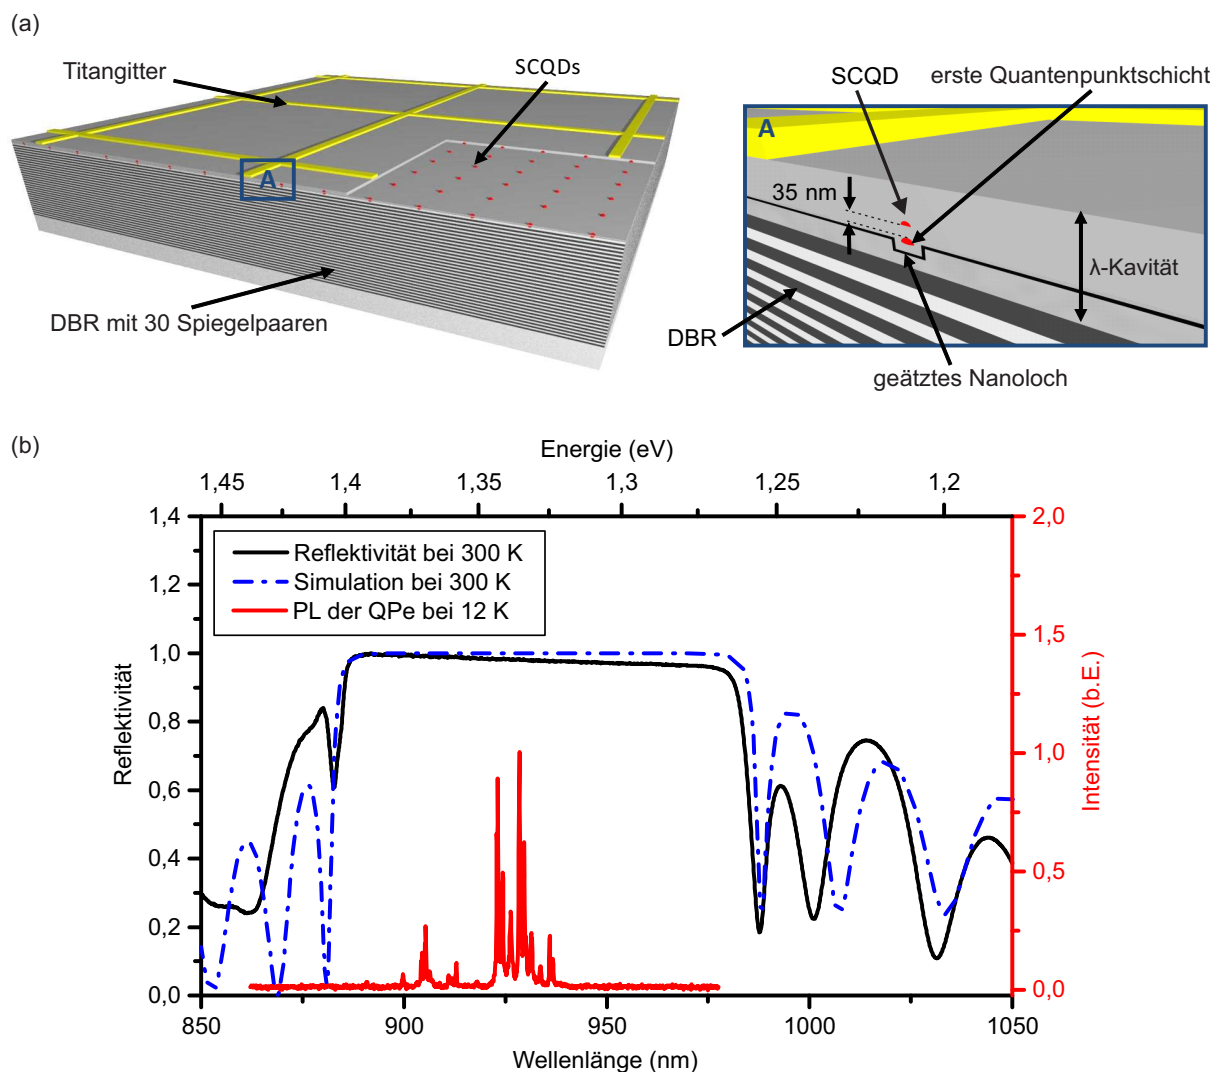 (a)
Titangitter
SCQDs
SCQD
erste Quantenpunktschicht
A
A
35 nm
λ-Kavität
DBR mit 30 Spiegelpaaren
DBR
geätztes Nanoloch
(b)
Energie (eV)
1,45 1,4 1,35 1,3 1,25 1,2
1,4
1,2
1,0
0,8
0,6
0,4
0,2
0,0
Reflektivität
Reflektivität bei 300 K
Simulation bei 300 K
PL der QPe bei 12 K
2,0
1,5
1,0
0,5
0,0
Intensität (b.E.)
850 900 950 1000 1050
Wellenlänge (nm)